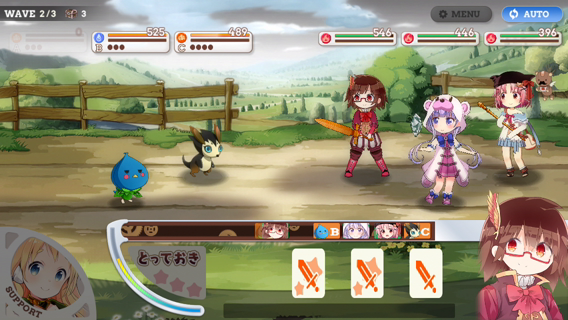 WAVE 2/3 3
MENU
AUTO
525
B
489
C
546
446
396
B
C
とっておき
SUPPORT